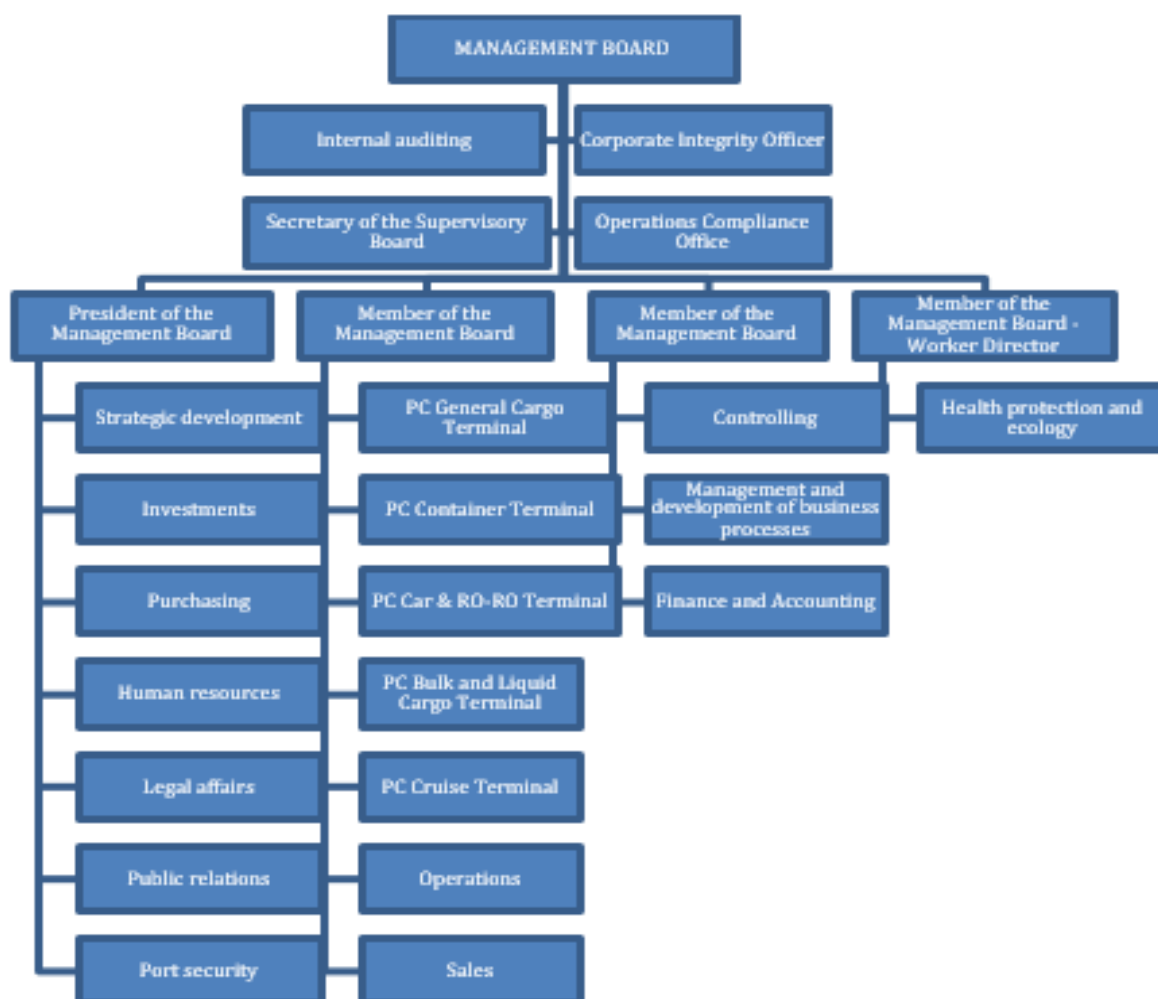 MANAGEMENT BOARD
Internal auditing
Corporate Integrity Officer
Secretary of the Supervisory
Board
Operations Compliance
Office
President of the
Management Board
Member of the
Management Board
Member of the
Management Board
Member of the
Management Board -
Worker Director
Strategic development
Investments
Purchasing
Human resources
Legal affairs
Public relations
Port security
PC General Cargo
Terminal
PC Container Terminal
PC Car & RO-RO Terminal
PC Bulk and Liquid
Cargo Terminal
PC Cruise Terminal
Operations
Sales
Controlling
Management and
development of business
processes
Finance and Accounting
Health protection and
ecology